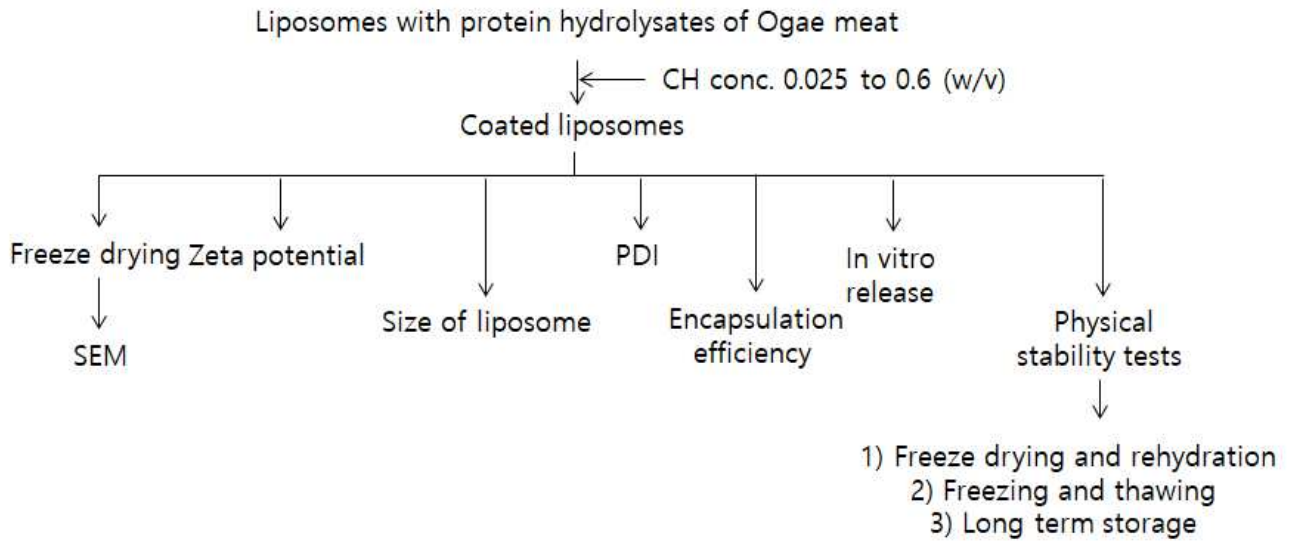 Liposomes with protein hydrolysates of Ogae meat
CH conc. 0.025 to 0.6 (w/v)
Coated liposomes
Freeze drying
Zeta potential
Size of liposome
PDI
Encapsulation
efficiency
In vitro
release
Physical
stability tests
SEM
1) Freeze drying and rehydration
2) Freezing and thawing
3) Long term storage